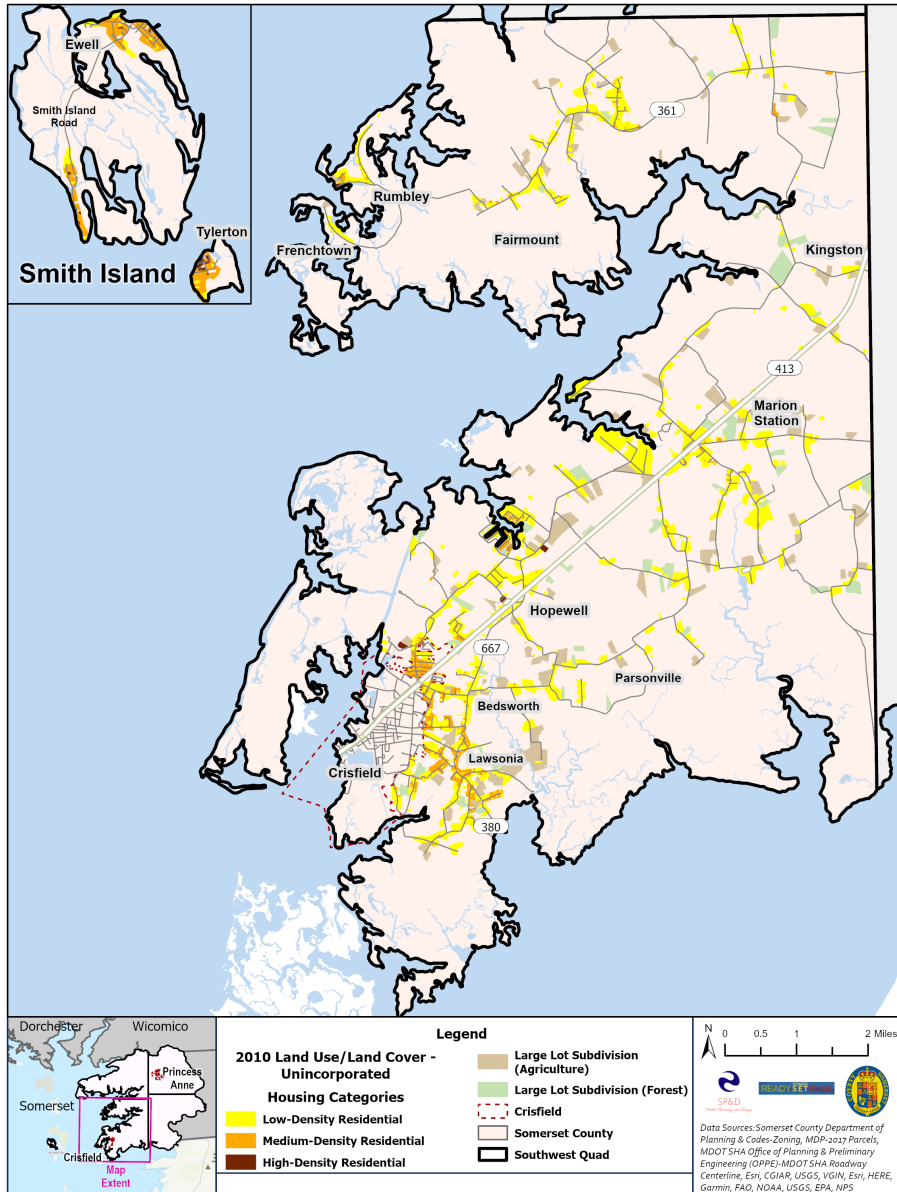 Ewell
Smith Island
Road
Tylerton
Smith Island
361
Rumbley
Frenchtown
Fairmount
Kingston
413
Marion
Station
Hopewell
667
Parsonville
Bedsworth
Lawsonia
Crisfield
380
Dorchester
Wicomico
Princess
Anne
Somerset
Crisfield
Map
Extent
Legend
2010 Land Use/Land Cover -
Unincorporated
Housing Categories
Low-Density Residential
Medium-Density Residential
High-Density Residential
Large Lot Subdivision
(Agriculture)
Large Lot Subdivision (Forest)
Crisfield
Somerset County
Southwest Quad
N
0 0.5 1 2 Miles
SP&D
READY
SET
Data Sources:Somerset County Department of
Planning & Codes-Zoning, MDP-2017 Parcels,
MDOT SHA Office of Planning & Preliminary
Engineering (OPPE)-MDOT SHA Roadway
Centerline, Esri, CGIAR, USGS, VGIN, Esri, HERE,
Garmin, FAO, NOAA, USGS, EPA, NPS